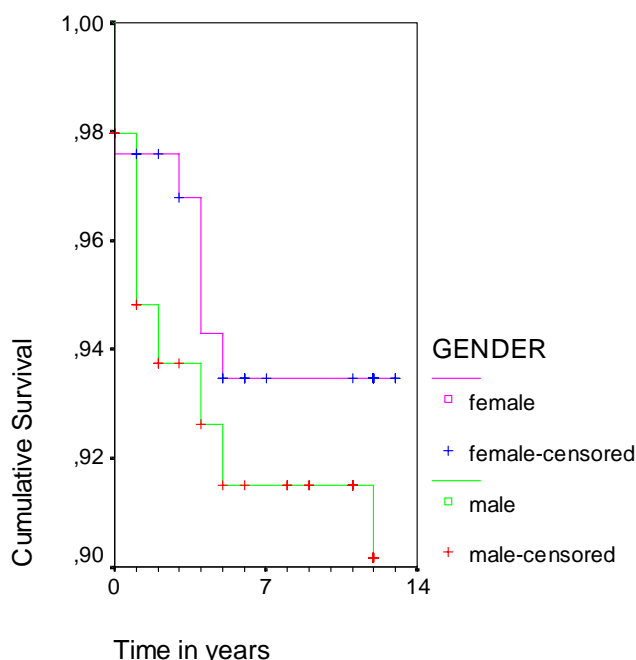 1,00
,98
,96
,94
,92
,90
Cumulative Survival
0 7 14
Time in years
GENDER
female
female-censored
male
male-censored